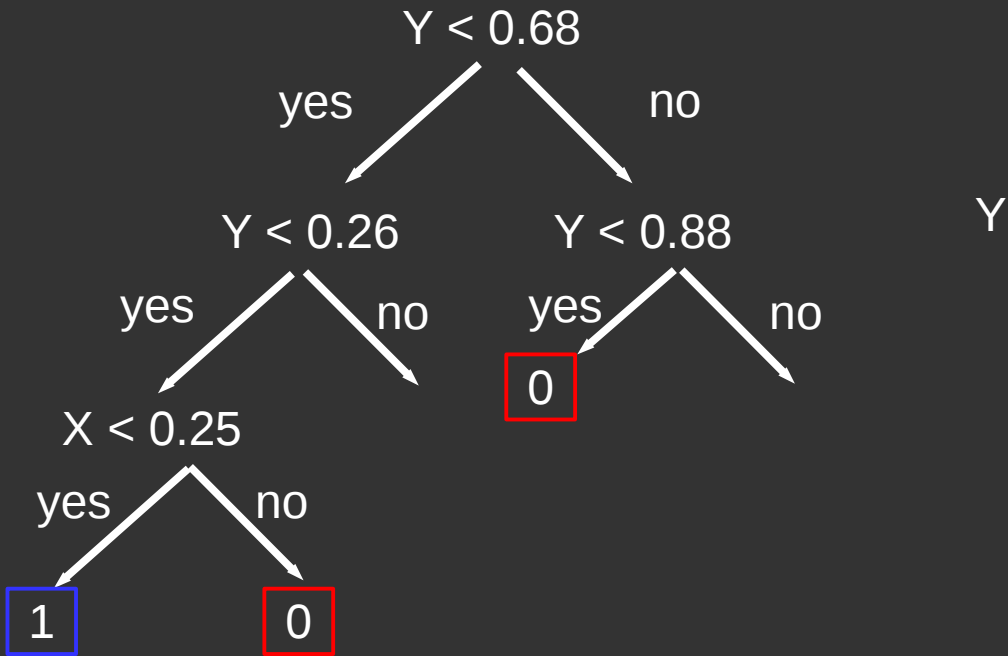 Y < 0.68
yes
no
Y
Y < 0.26
Y < 0.88
yes
no
yes
no
0
X < 0.25
yes
no
1
0